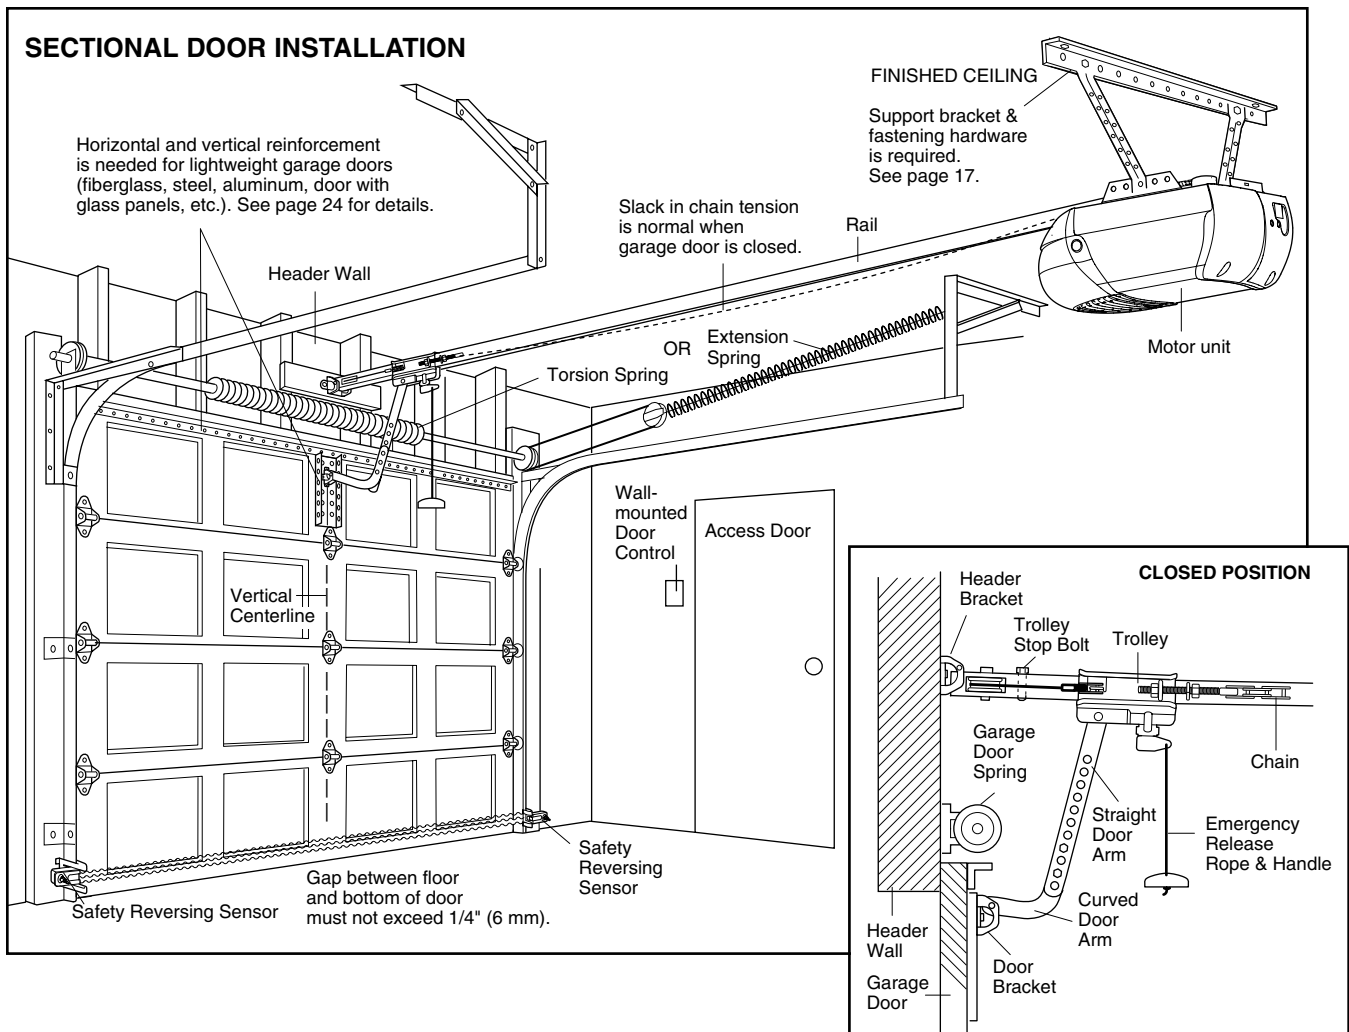 SECTIONAL DOOR INSTALLATION
FINISHED CEILING
Support bracket &
fastening hardware
is required.
See page 17.
Horizontal and vertical reinforcement
is needed for lightweight garage doors
(fiberglass, steel, aluminum, door with
glass panels, etc.). See page 24 for details.
Slack in chain tension
is normal when
garage door is closed.
Rail
Header Wall
Motor unit
OR
Extension
Spring
Torsion Spring
Wall-
mounted
Door
Control
Access Door
Vertical
Centerline
Safety
Reversing
Sensor
Gap between floor
and bottom of door
must not exceed 1/4" (6 mm).
Safety Reversing Sensor
CLOSED POSITION
Header
Bracket
Trolley
Stop Bolt
Trolley
Garage
Door
Spring
Chain
Straight
Door
Arm
Emergency
Release
Rope & Handle
Curved
Door
Arm
Header
Wall
Door
Bracket
Garage
Door